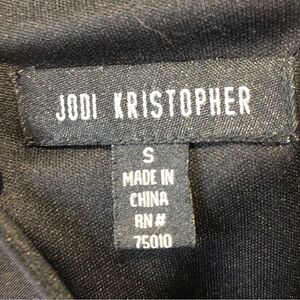 JODI KRISTOPHER
S
MADE IN
CHINA
RN#
75010